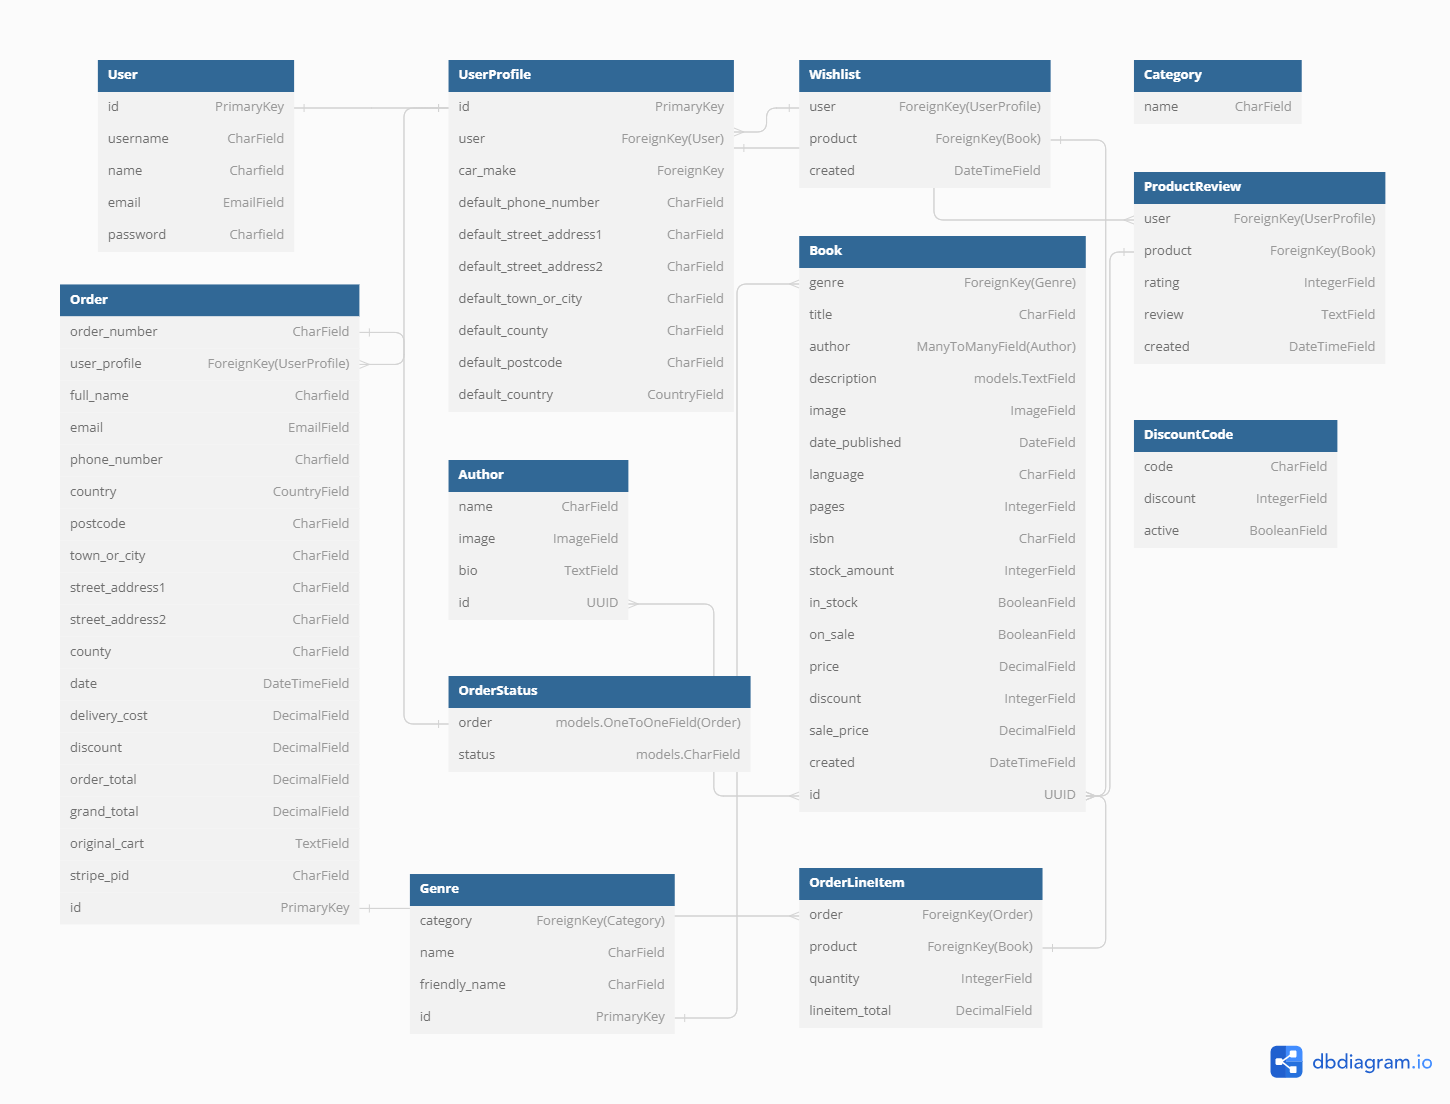 User
id PrimaryKey
username CharField
name Charfield
email EmailField
password Charfield
Order
order_number CharField
user_profile ForeignKey(UserProfile)
full_name Charfield
email EmailField
phone_number Charfield
country CountryField
postcode CharField
town_or_city CharField
street_address1 CharField
street_address2 CharField
county CharField
date DateTimeField
delivery_cost DecimalField
discount DecimalField
order_total DecimalField
grand_total DecimalField
original_cart TextField
stripe_pid CharField
id PrimaryKey
UserProfile
id PrimaryKey
user ForeignKey(User)
car_make ForeignKey
default_phone_number CharField
default_street_address1 CharField
default_street_address2 CharField
default_town_or_city CharField
default_county CharField
default_postcode CharField
default_country CountryField
Author
name CharField
image ImageField
bio TextField
id UUID
OrderStatus
order models.OneToOneField(Order)
status models.CharField
Genre
category ForeignKey(Category)
name CharField
friendly_name CharField
id PrimaryKey
Wishlist
user ForeignKey(UserProfile)
product ForeignKey(Book)
created DateTimeField
Book
genre ForeignKey(Genre)
title CharField
author ManyToManyField(Author)
description models.TextField
image ImageField
date_published DateField
language CharField
pages IntegerField
isbn CharField
stock_amount IntegerField
in_stock BooleanField
on_sale BooleanField
price DecimalField
discount IntegerField
sale_price DecimalField
created DateTimeField
id UUID
OrderLineItem
order ForeignKey(Order)
product ForeignKey(Book)
quantity IntegerField
lineitem_total DecimalField
Category
name CharField
ProductReview
user ForeignKey(UserProfile)
product ForeignKey(Book)
rating IntegerField
review TextField
created DateTimeField
DiscountCode
code CharField
discount IntegerField
active BooleanField
dbdiagram.io